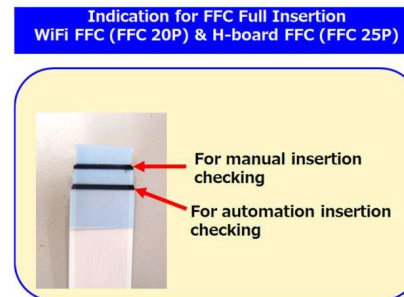 Indication for FFC Full Insertion
WiFi FFC (FFC 20P) & H-board FFC (FFC 25P)
For manual insertion
checking
For automation insertion
checking